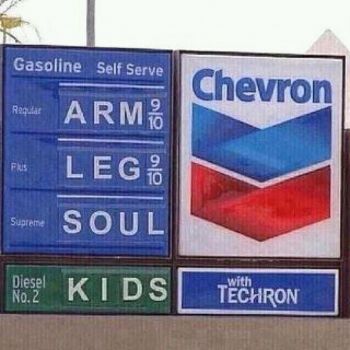 Gasoline Self Serve
Regular ARM 9/10
Plus LEG 9/10
Supreme SOUL
Diesel No. 2 KIDS
Chevron
with
TECHRON